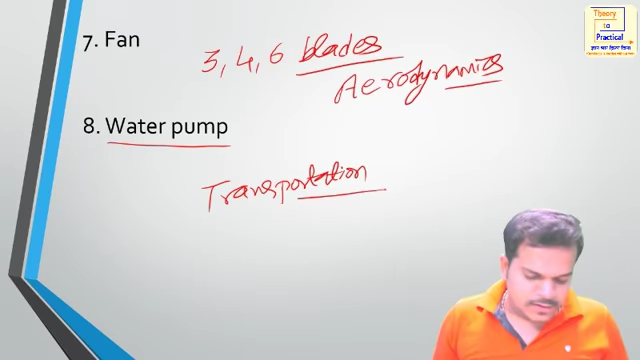 Theory
to
Practical
7. Fan
3, 4, 6 blades
Aerodynamics
8. Water pump
Transportation